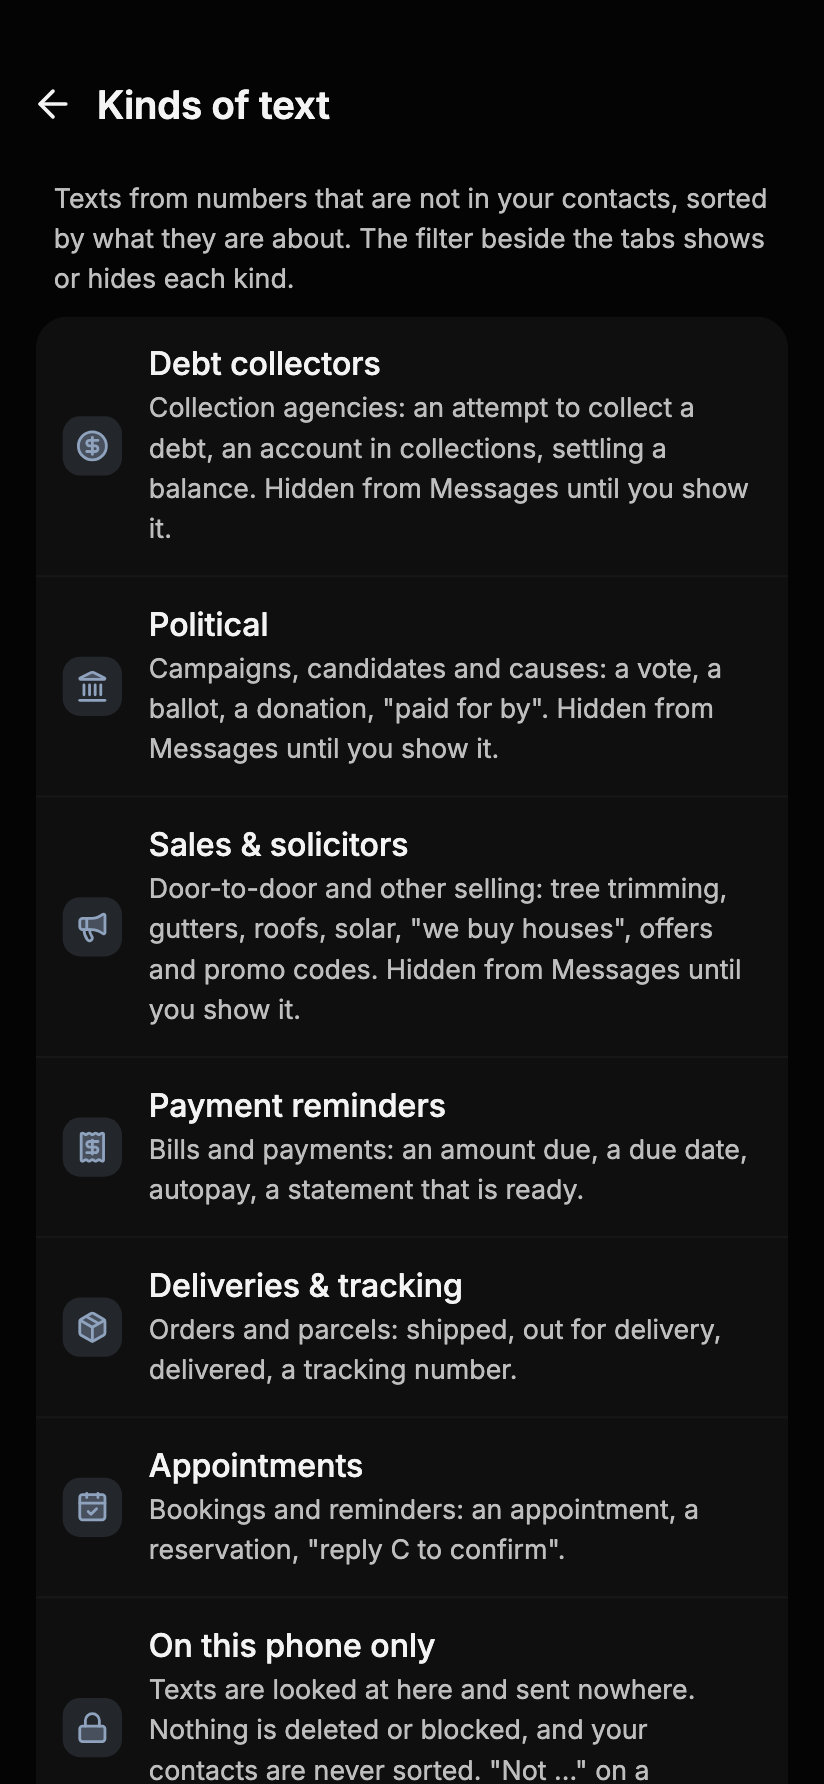 Kinds of text
Texts from numbers that are not in your contacts, sorted
by what they are about. The filter beside the tabs shows
or hides each kind.
Debt collectors
Collection agencies: an attempt to collect a
debt, an account in collections, settling a
balance. Hidden from Messages until you show
it.
Political
Campaigns, candidates and causes: a vote, a
ballot, a donation, "paid for by". Hidden from
Messages until you show it.
Sales & solicitors
Door-to-door and other selling: tree trimming,
gutters, roofs, solar, "we buy houses", offers
and promo codes. Hidden from Messages until
you show it.
Payment reminders
Bills and payments: an amount due, a due date,
autopay, a statement that is ready.
Deliveries & tracking
Orders and parcels: shipped, out for delivery,
delivered, a tracking number.
Appointments
Bookings and reminders: an appointment, a
reservation, "reply C to confirm".
On this phone only
Texts are looked at here and sent nowhere.
Nothing is deleted or blocked, and your
contacts are never sorted. "Not ..." on a